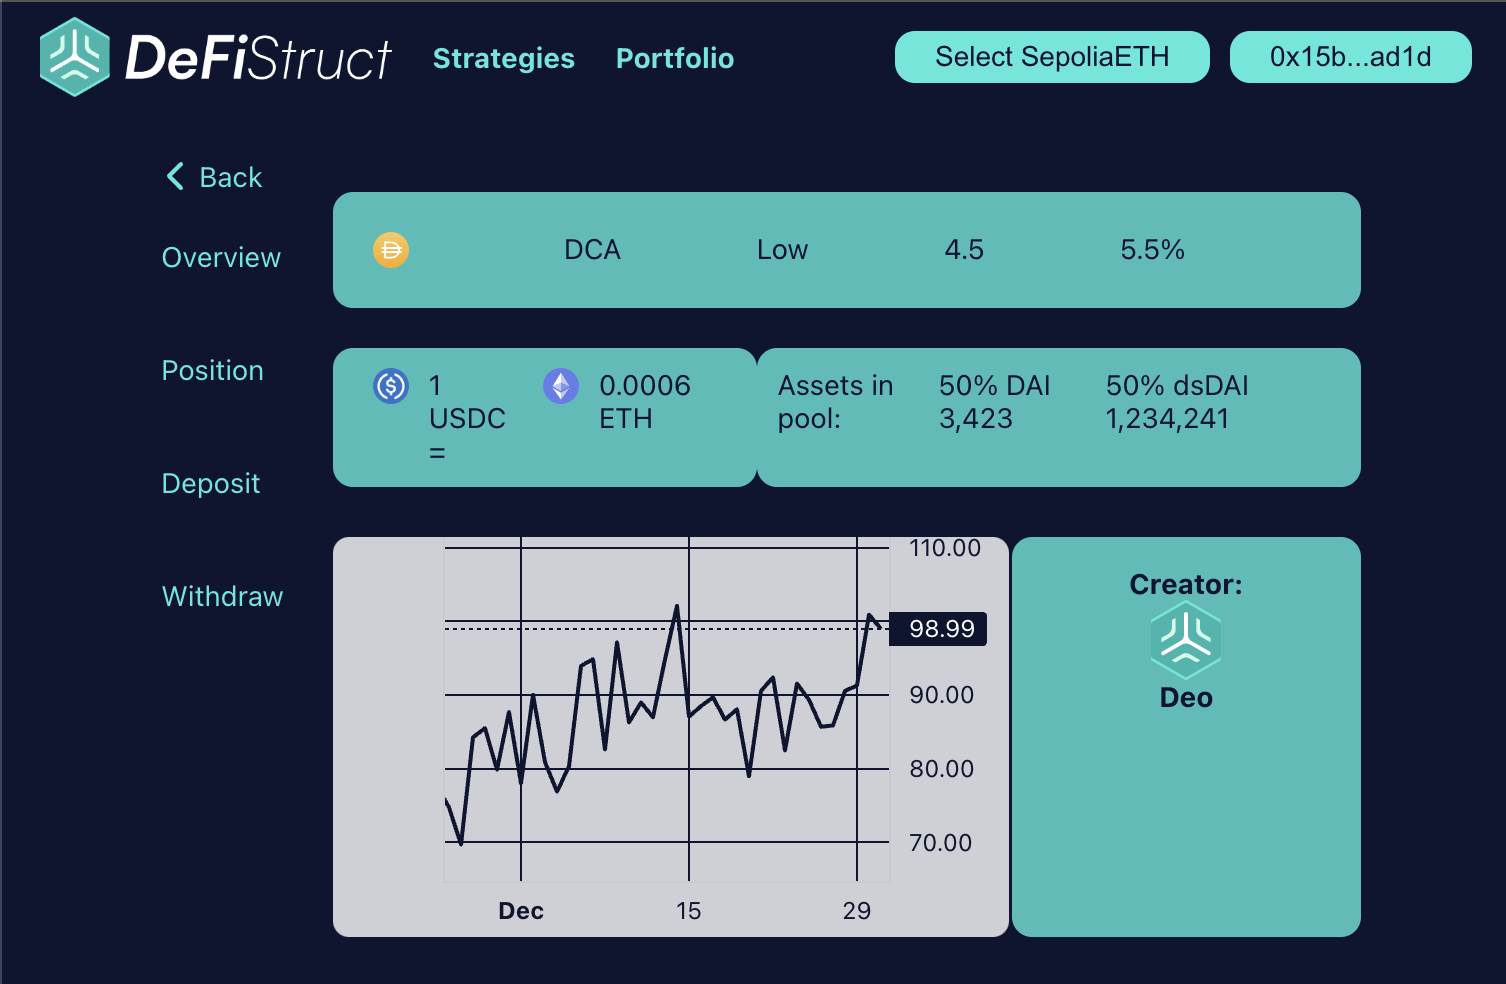 DeFiStruct Strategies Portfolio Select SepoliaETH 0x15b...ad1d
Back
Overview
Position
Deposit
Withdraw
DCA Low 4.5 5.5%
1
USDC
=
0.0006
ETH
Assets in
pool:
50% DAI
3,423
50% dsDAI
1,234,241
110.00
98.99
90.00
80.00
70.00
Dec 15 29
Creator:
Deo